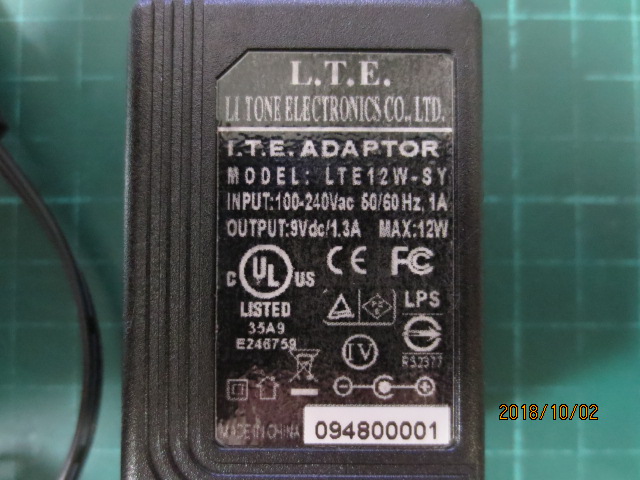 L.T.E.
LI TONE ELECTRONICS CO., LTD.
I.T.E. ADAPTOR
MODEL: LTE12W-SY
INPUT:100-240Vac 50/60 Hz, 1A
OUTPUT:9Vdc/1.3A MAX:12W
C UL US CE FC
LISTED LPS
35A9
E246759
IV
R53377
MADE IN CHINA 094800001
2018/10/02